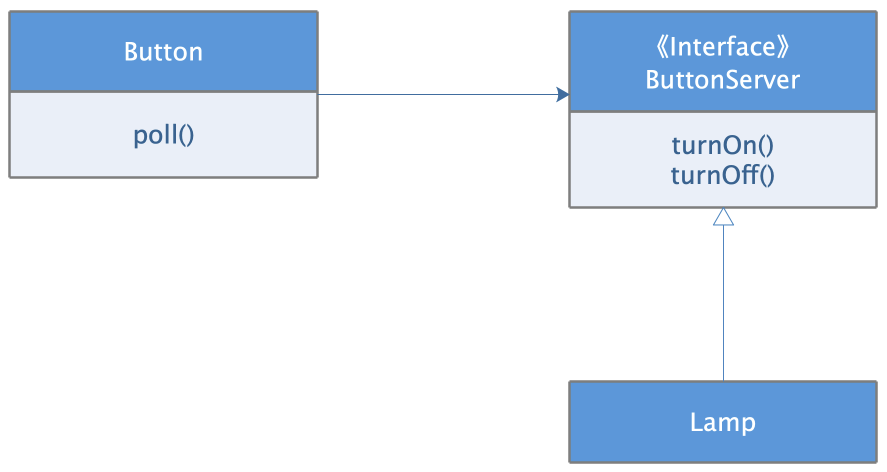 Button
poll()
《Interface》
ButtonServer
turnOn()
turnOff()
Lamp